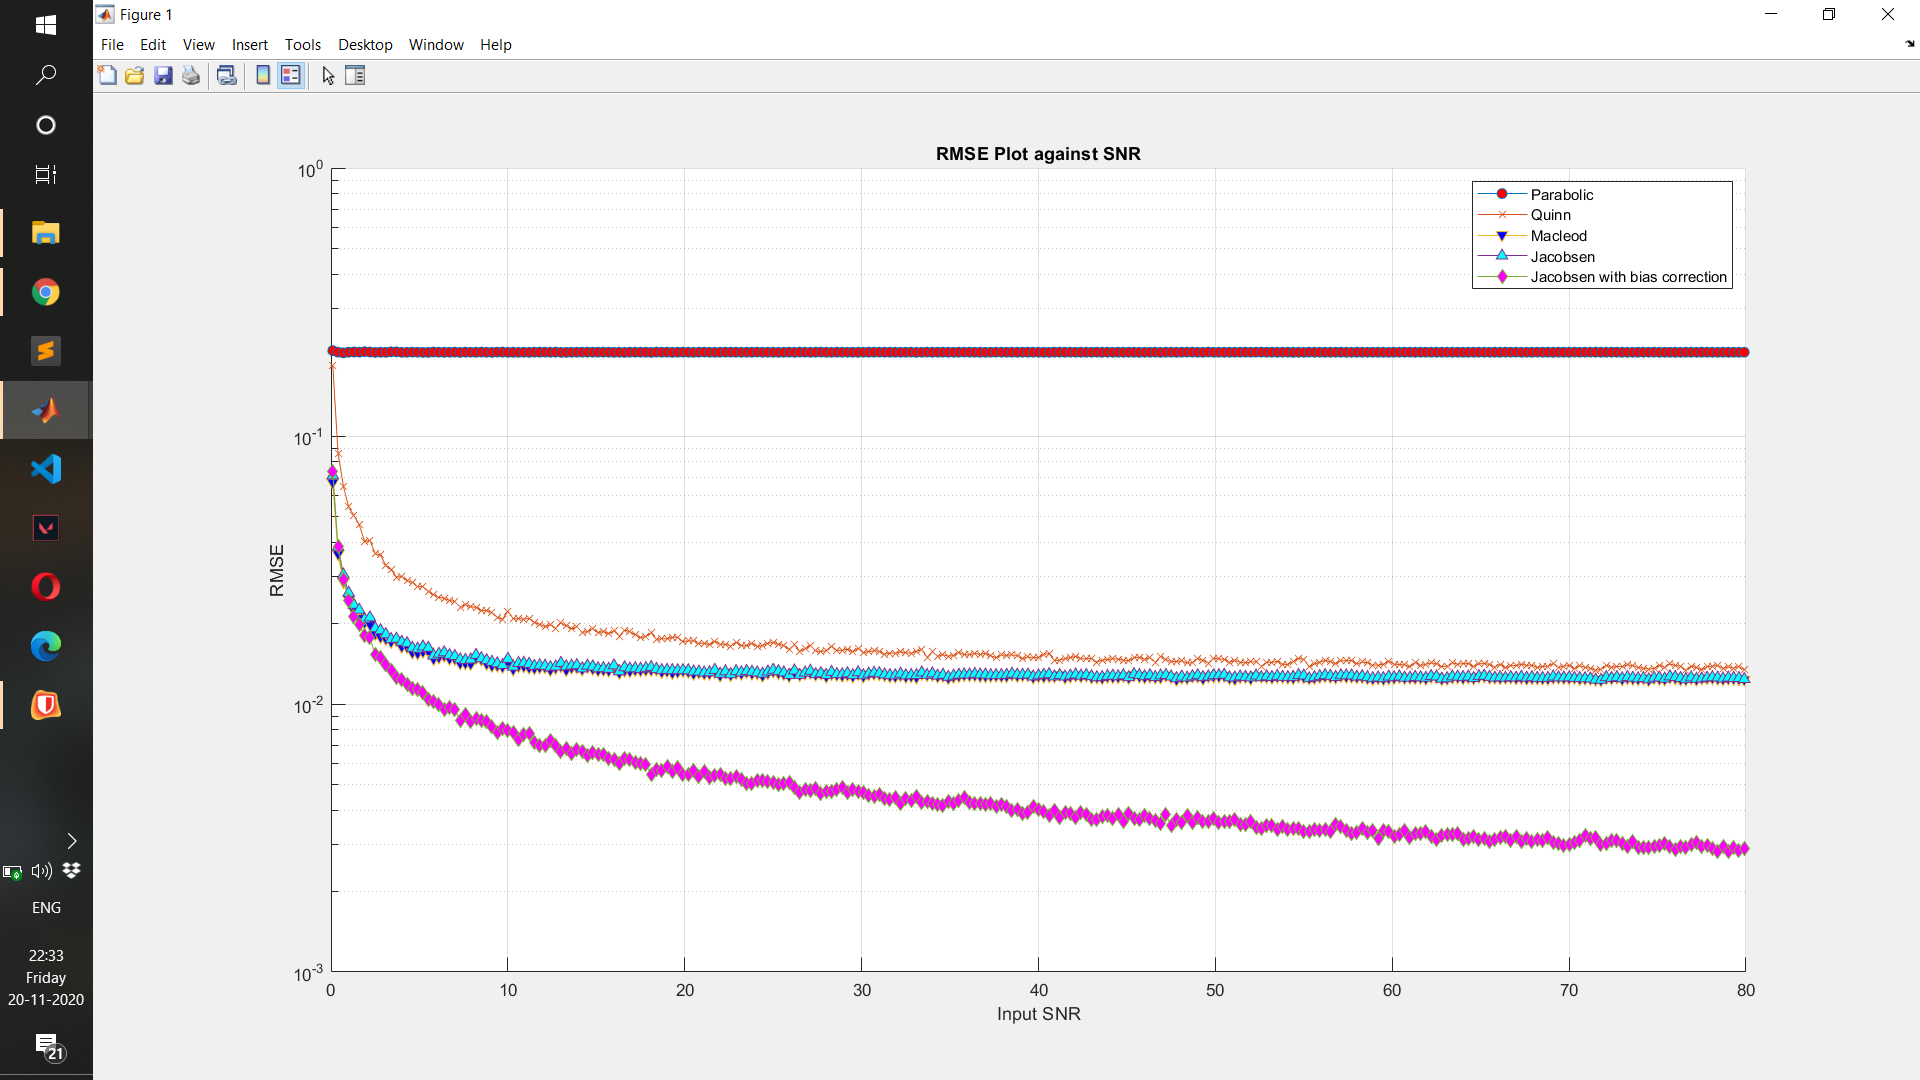 Figure 1
File Edit View Insert Tools Desktop Window Help
RMSE Plot against SNR
Parabolic
Quinn
Macleod
Jacobsen
Jacobsen with bias correction
RMSE
10^0
10^-1
10^-2
10^-3
0 10 20 30 40 50 60 70 80
Input SNR
ENG
22:33
Friday
20-11-2020
21